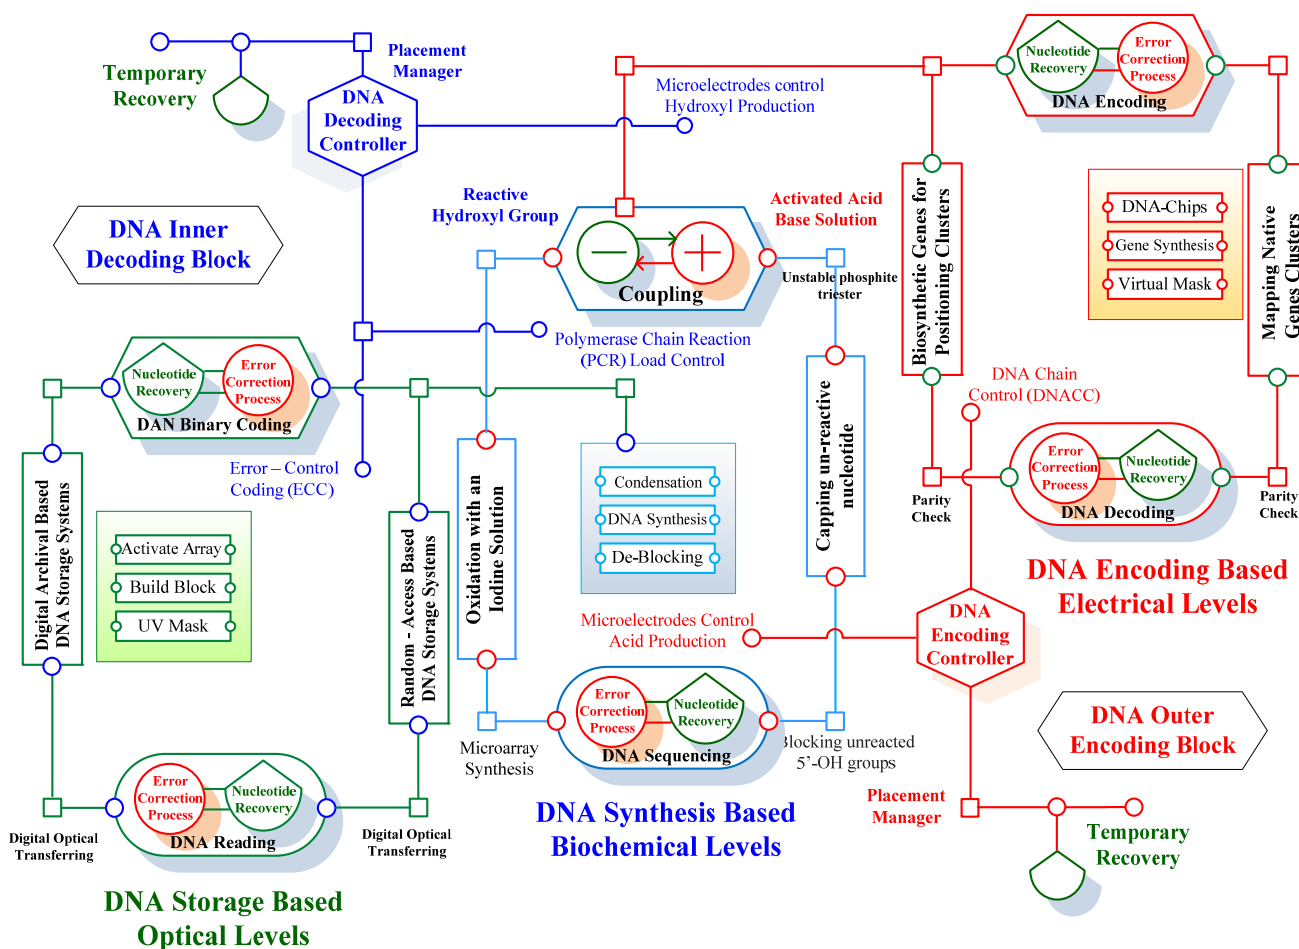 Temporary
Recovery
Placement
Manager
DNA
Decoding
Controller
Microelectrodes control
Hydroxyl Production
Nucleotide
Recovery
Error
Correction
Process
DNA Encoding
DNA Inner
Decoding Block
Reactive
Hydroxyl Group
Activated Acid
Base Solution
Coupling
Unstable phosphite
triester
Biosynthetic Genes for
Positioning Clusters
DNA-Chips
Gene Synthesis
Virtual Mask
Mapping Native
Genes Clusters
Polymerase Chain Reaction
(PCR) Load Control
Nucleotide
Recovery
Error
Correction
Process
DAN Binary Coding
Error – Control
Coding (ECC)
DNA Chain
Control (DNACC)
Digital Archival Based
DNA Storage Systems
Activate Array
Build Block
UV Mask
Random - Access Based
DNA Storage Systems
Oxidation with an
Iodine Solution
Condensation
DNA Synthesis
De-Blocking
Capping un-reactive
nucleotide
Error
Correction
Process
Nucleotide
Recovery
DNA Decoding
Parity
Check
Parity
Check
DNA Encoding Based
Electrical Levels
Microelectrodes Control
Acid Production
DNA
Encoding
Controller
Error
Correction
Process
Nucleotide
Recovery
DNA Sequencing
Microarray
Synthesis
Blocking unreacted
5’-OH groups
DNA Outer
Encoding Block
Error
Correction
Process
Nucleotide
Recovery
DNA Reading
Digital Optical
Transferring
Digital Optical
Transferring
DNA Synthesis Based
Biochemical Levels
Placement
Manager
Temporary
Recovery
DNA Storage Based
Optical Levels